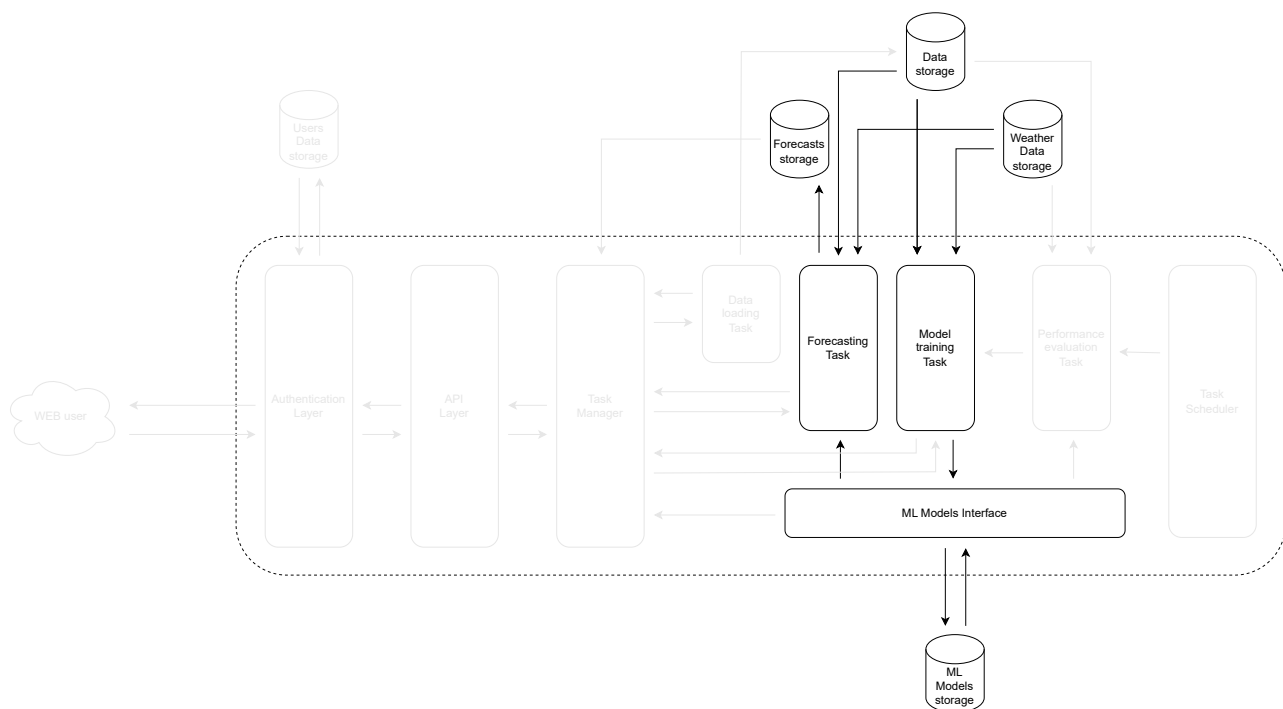 Data
storage
Users
Data
storage
Forecasts
storage
Weather
Data
storage
Data
loading
Task
Forecasting
Task
Model
training
Task
Performance
evaluation
Task
WEB user
Authentication
Layer
API
Layer
Task
Manager
Task
Scheduler
ML Models Interface
ML
Models
storage